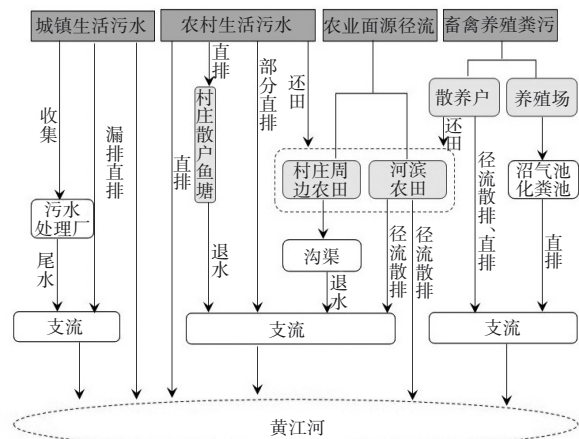 城镇生活污水
农村生活污水
农业面源径流
畜禽养殖粪污
收集
漏排直排
直排
直排
部分直排
还田
村庄散户鱼塘
散养户
养殖场
还田
村庄周
边农田
河滨
农田
沼气池
化粪池
径流散排、直排
直排
污水
处理厂
尾水
退水
沟渠
退水
径流散排
径流散排
支流
支流
支流
黄江河